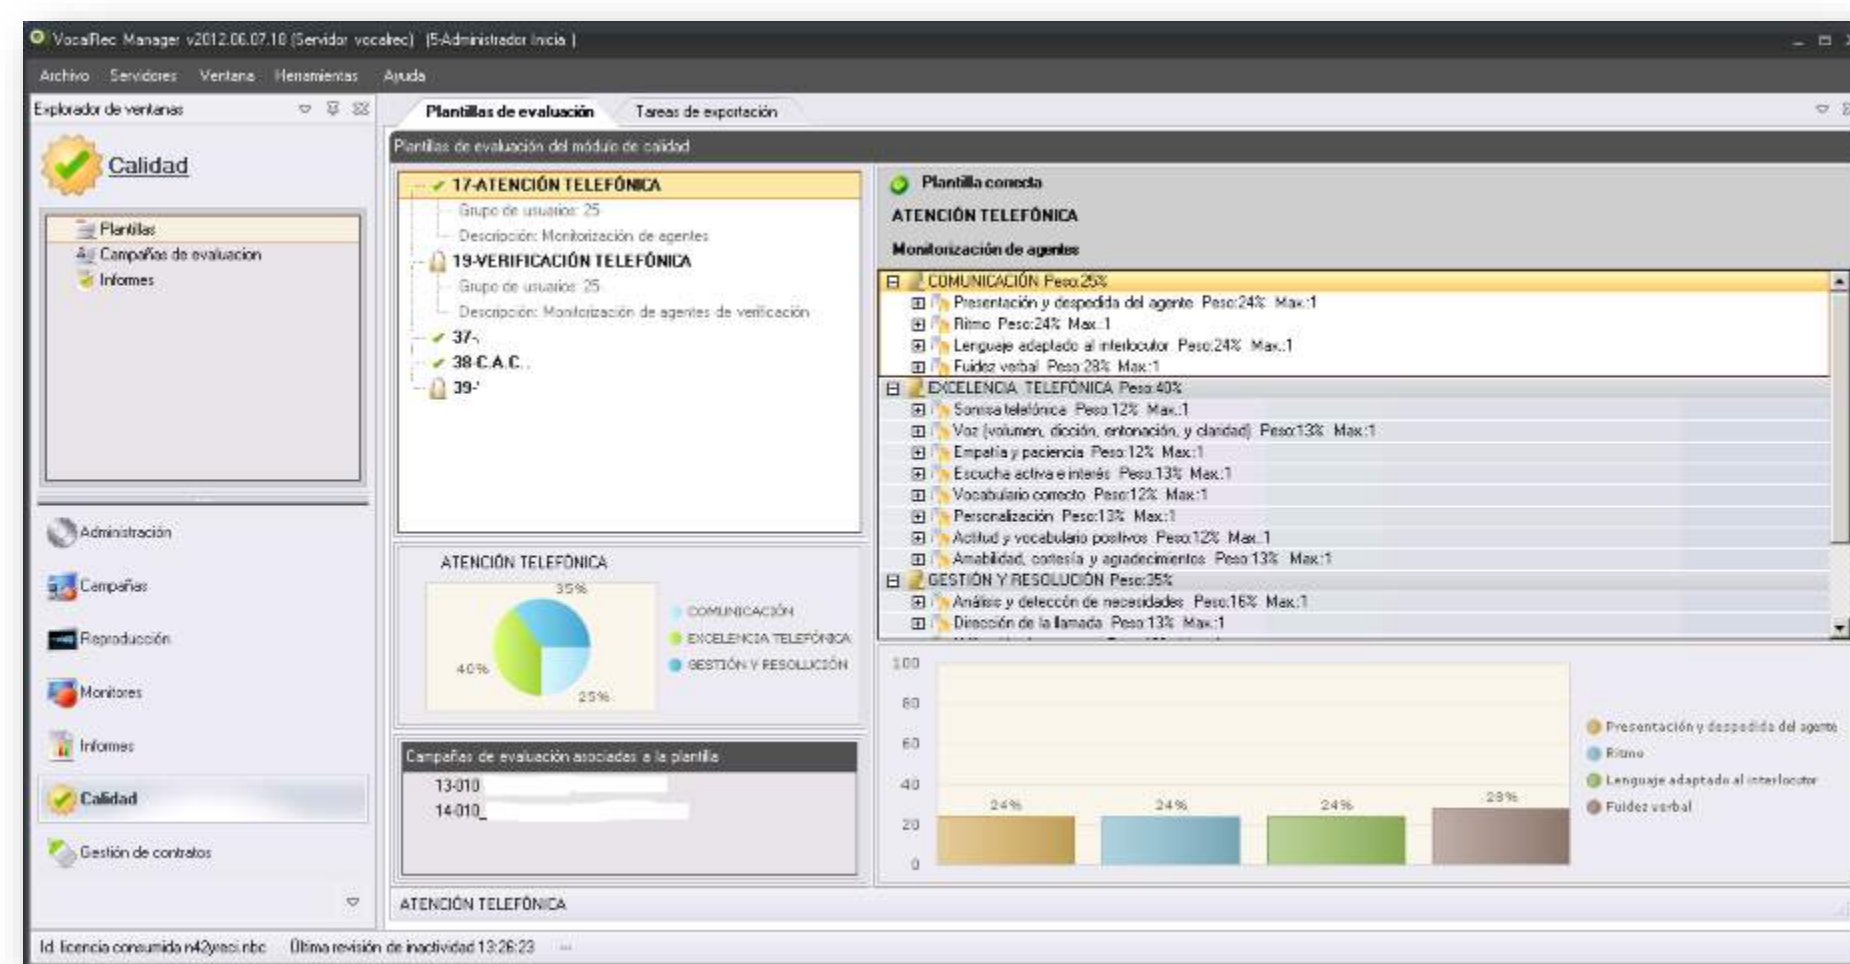 VocalRec Manager v2012.06.07.10 (Servidor vocalrec) (5-Administrador Inicia )
Archivo Servidores Ventana Herramientas Ayuda
Explorador de ventanas
Calidad
Plantillas
Campañas de evaluacion
Informes
Administración
Campañas
Reproducción
Monitores
Informes
Calidad
Gestión de contratos
Plantillas de evaluación Tareas de exportación
Plantillas de evaluación del módulo de calidad
17-ATENCIÓN TELEFÓNICA
Grupo de usuarios: 25-
Descripción: Monitorización de agentes
19-VERIFICACIÓN TELEFÓNICA
Grupo de usuarios: 25-
Descripción: Monitorización de agentes de verificación
37-
38-C.A.C.
39-
ATENCIÓN TELEFÓNICA
35%
40%
25%
COMUNICACIÓN
EXCELENCIA TELEFÓNICA
GESTIÓN Y RESOLUCIÓN
Campañas de evaluación asociadas a la plantilla
13-010
14-010_
Plantilla correcta
ATENCIÓN TELEFÓNICA
Monitorización de agentes
COMUNICACIÓN Peso:25%
Presentación y despedida del agente Peso:24% Max.:1
Ritmo Peso:24% Max.:1
Lenguaje adaptado al interlocutor Peso:24% Max.:1
Fuidez verbal Peso:28% Max.:1
EXCELENCIA TELEFÓNICA Peso:40%
Sonrisa telefónica Peso:12% Max.:1
Voz (volumen, dicción, entonación, y claridad) Peso:13% Max.:1
Empatía y paciencia Peso:12% Max.:1
Escucha activa e interés Peso:13% Max.:1
Vocabulario correcto Peso:12% Max.:1
Personalización Peso:13% Max.:1
Actitud y vocabulario positivos Peso:12% Max.:1
Amabilidad, cortesía y agradecimientos Peso:13% Max.:1
GESTIÓN Y RESOLUCIÓN Peso:35%
Análisis y deteccón de necesidades Peso:16% Max.:1
Dirección de la llamada Peso:13% Max.:1
100
80
60
40
20
0
24%
24%
24%
28%
Presentación y despedida del agente
Ritmo
Lenguaje adaptado al interlocutor
Fuidez verbal
ATENCIÓN TELEFÓNICA
Id. licencia consumida n42yreci.nbc Última revisión de inactividad 13:26:23